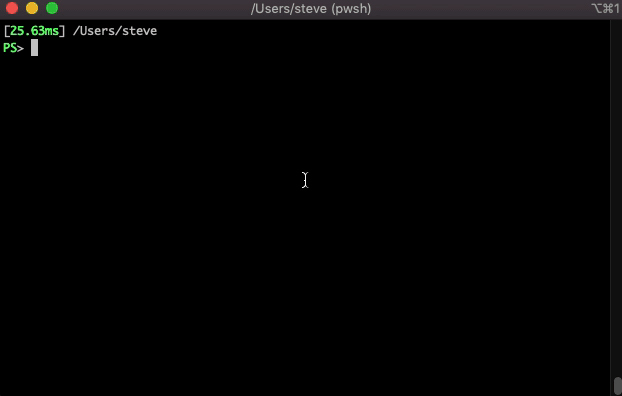 /Users/steve (pwsh)
⌥⌘1
[25.63ms] /Users/steve
PS>